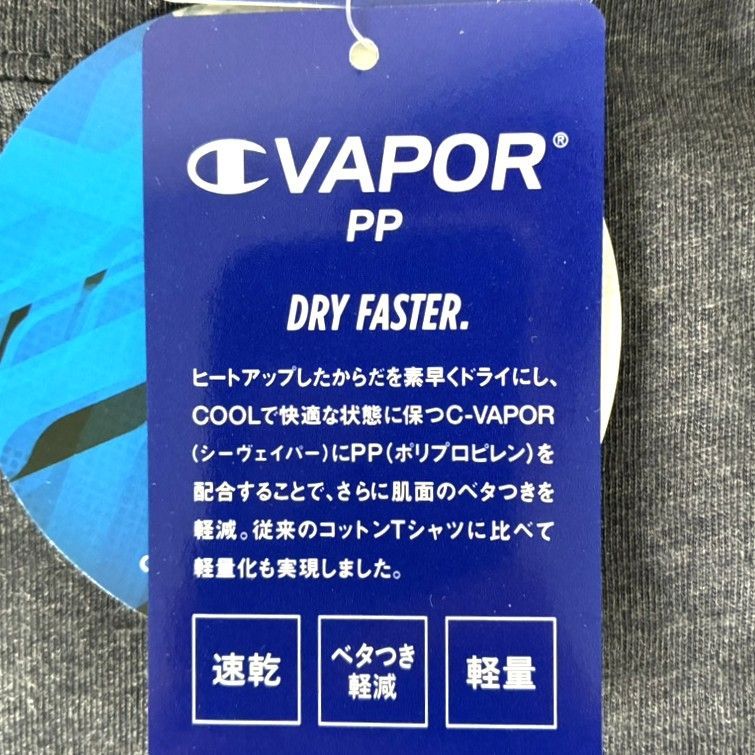 C VAPOR®
PP
DRY FASTER.
ヒートアップしたからだを素早くドライにし、
COOLで快適な状態に保つC-VAPOR
(シーヴェイパー)にPP(ポリプロピレン)を
配合することで、さらに肌面のベタつきを
軽減。従来のコットンTシャツに比べて
軽量化も実現しました。
速乾
ベタつき
軽減
軽量